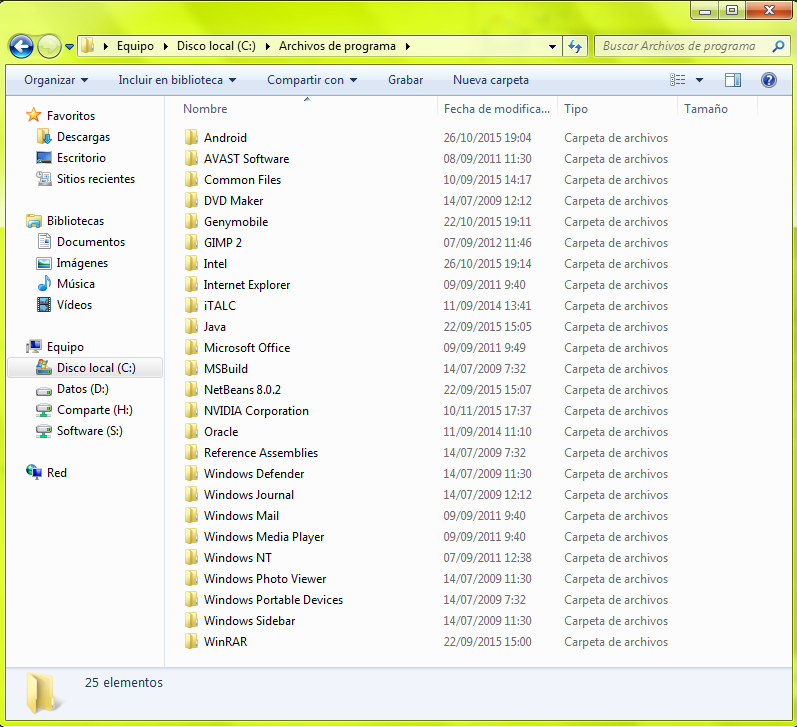 Equipo ▸ Disco local (C:) ▸ Archivos de programa ▸
Buscar Archivos de programa
Organizar Incluir en biblioteca Compartir con Grabar Nueva carpeta
Favoritos
Descargas
Escritorio
Sitios recientes
Bibliotecas
Documentos
Imágenes
Música
Vídeos
Equipo
Disco local (C:)
Datos (D:)
Comparte (H:)
Software (S:)
Red
Nombre Fecha de modifica... Tipo Tamaño
Android 26/10/2015 19:04 Carpeta de archivos
AVAST Software 08/09/2011 11:30 Carpeta de archivos
Common Files 10/09/2015 14:17 Carpeta de archivos
DVD Maker 14/07/2009 12:12 Carpeta de archivos
Genymobile 22/10/2015 19:11 Carpeta de archivos
GIMP 2 07/09/2012 11:46 Carpeta de archivos
Intel 26/10/2015 19:14 Carpeta de archivos
Internet Explorer 09/09/2011 9:40 Carpeta de archivos
iTALC 11/09/2014 13:41 Carpeta de archivos
Java 22/09/2015 15:05 Carpeta de archivos
Microsoft Office 09/09/2011 9:49 Carpeta de archivos
MSBuild 14/07/2009 7:32 Carpeta de archivos
NetBeans 8.0.2 22/09/2015 15:07 Carpeta de archivos
NVIDIA Corporation 10/11/2015 17:37 Carpeta de archivos
Oracle 11/09/2014 11:10 Carpeta de archivos
Reference Assemblies 14/07/2009 7:32 Carpeta de archivos
Windows Defender 14/07/2009 11:30 Carpeta de archivos
Windows Journal 14/07/2009 12:12 Carpeta de archivos
Windows Mail 09/09/2011 9:40 Carpeta de archivos
Windows Media Player 09/09/2011 9:40 Carpeta de archivos
Windows NT 07/09/2011 12:38 Carpeta de archivos
Windows Photo Viewer 14/07/2009 11:30 Carpeta de archivos
Windows Portable Devices 14/07/2009 7:32 Carpeta de archivos
Windows Sidebar 14/07/2009 11:30 Carpeta de archivos
WinRAR 22/09/2015 15:00 Carpeta de archivos
25 elementos